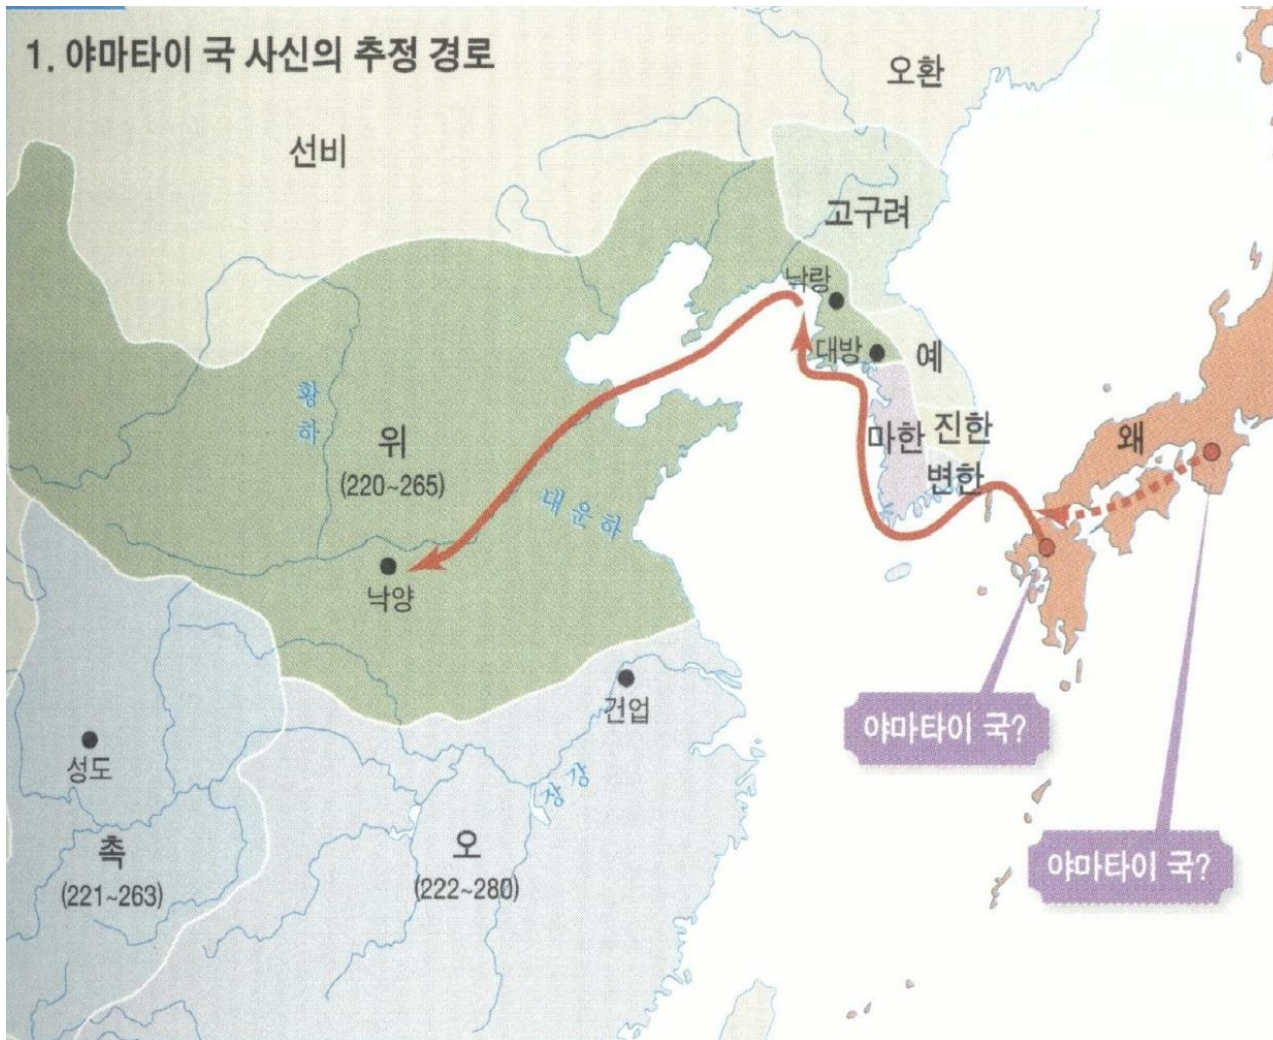 1. 야마타이 국 사신의 추정 경로
오환
선비
고구려
낙랑
대방
예
황하
위
(220~265)
마한
진한
변한
왜
대운하
낙양
건업
야마타이 국?
성도
장강
촉
(221~263)
오
(222~280)
야마타이 국?